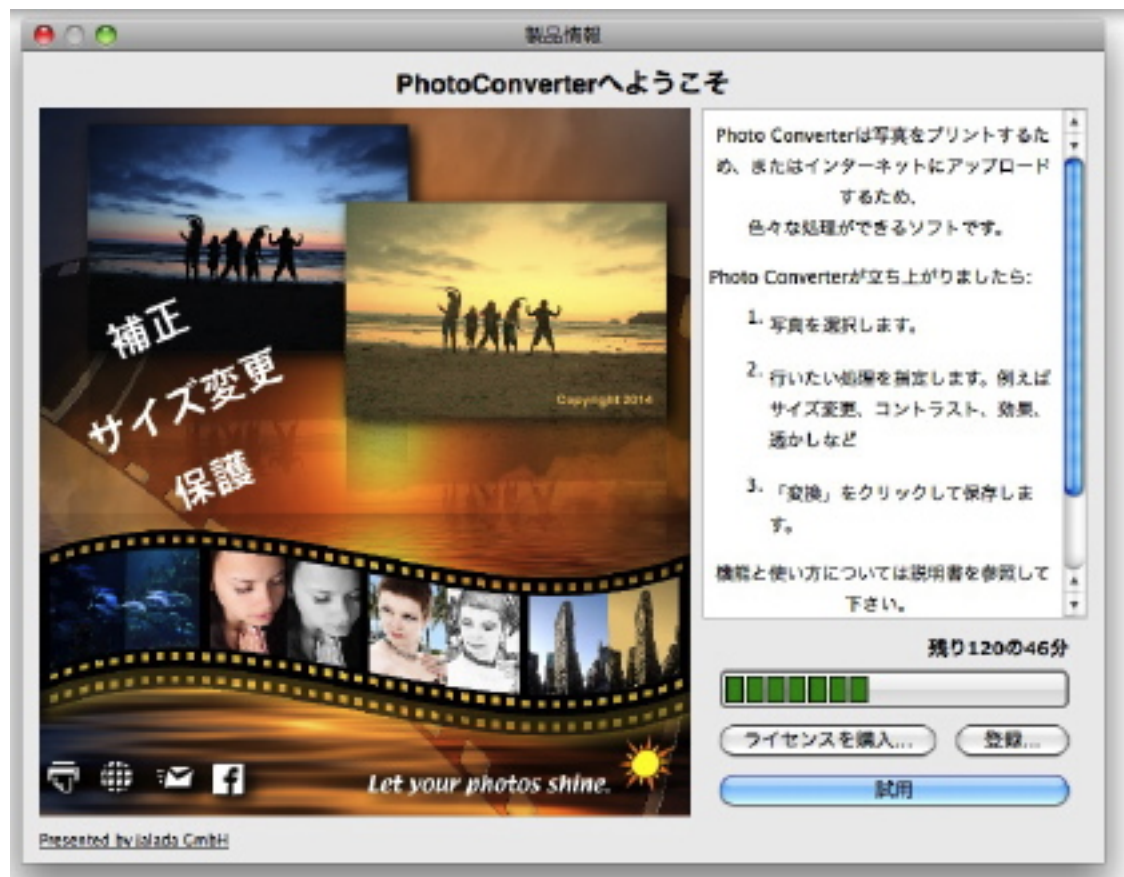 製品情報
PhotoConverterへようこそ
補正
サイズ変更
保護
Copyright 2014
Let your photos shine.
Presented by Jalada GmbH
Photo Converterは写真をプリントするた
め、またはインターネットにアップロード
するため、
色々な処理ができるソフトです。
Photo Converterが立ち上がりましたら:
1. 写真を選択します。
2. 行いたい処理を指定します。例えば
サイズ変更、コントラスト、効果、
透かしなど
3. 「変換」をクリックして保存しま
す。
機能と使い方については説明書を参照して
下さい。
残り120の46分
ライセンスを購入...
登録...
試用